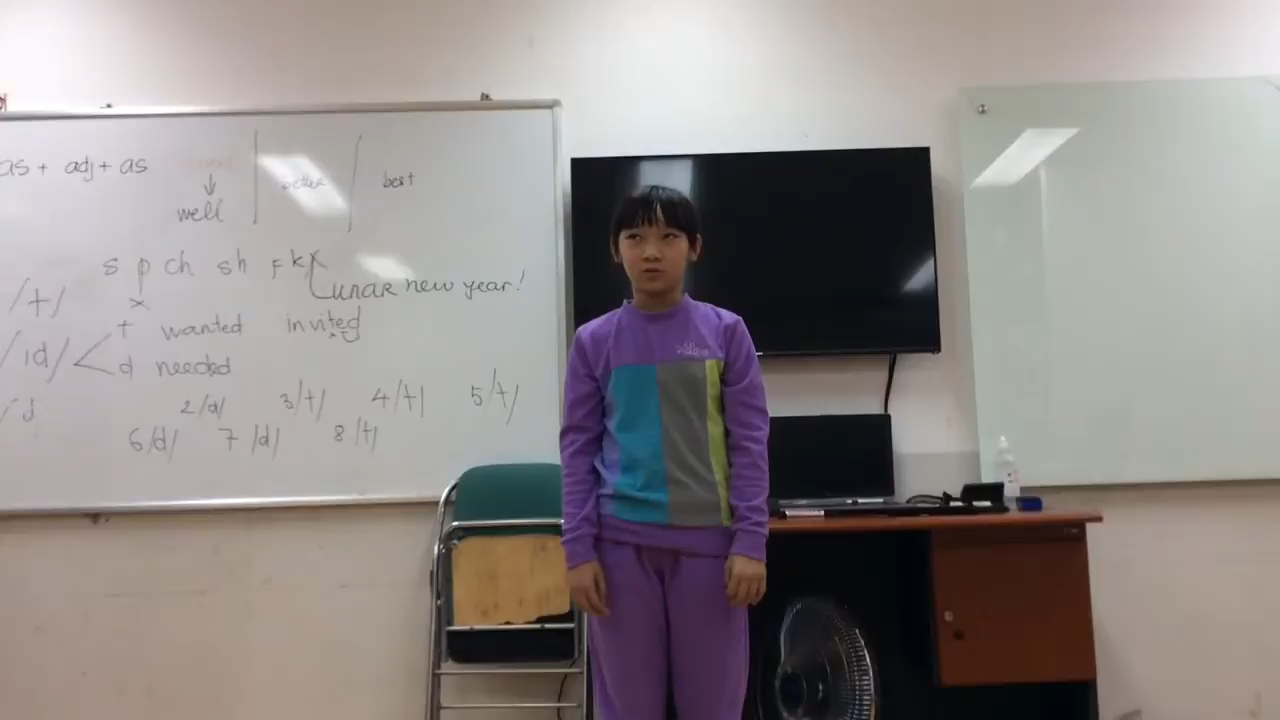 as + adj + as
↓ better best
well
s p ch sh f k x
Lunar new year!
/t/ x
t wanted invited
/id/ < d needed
2 /d/ 3 /t/ 4 /t/ 5 /t/
6 /d/ 7 /d/ 8 /t/